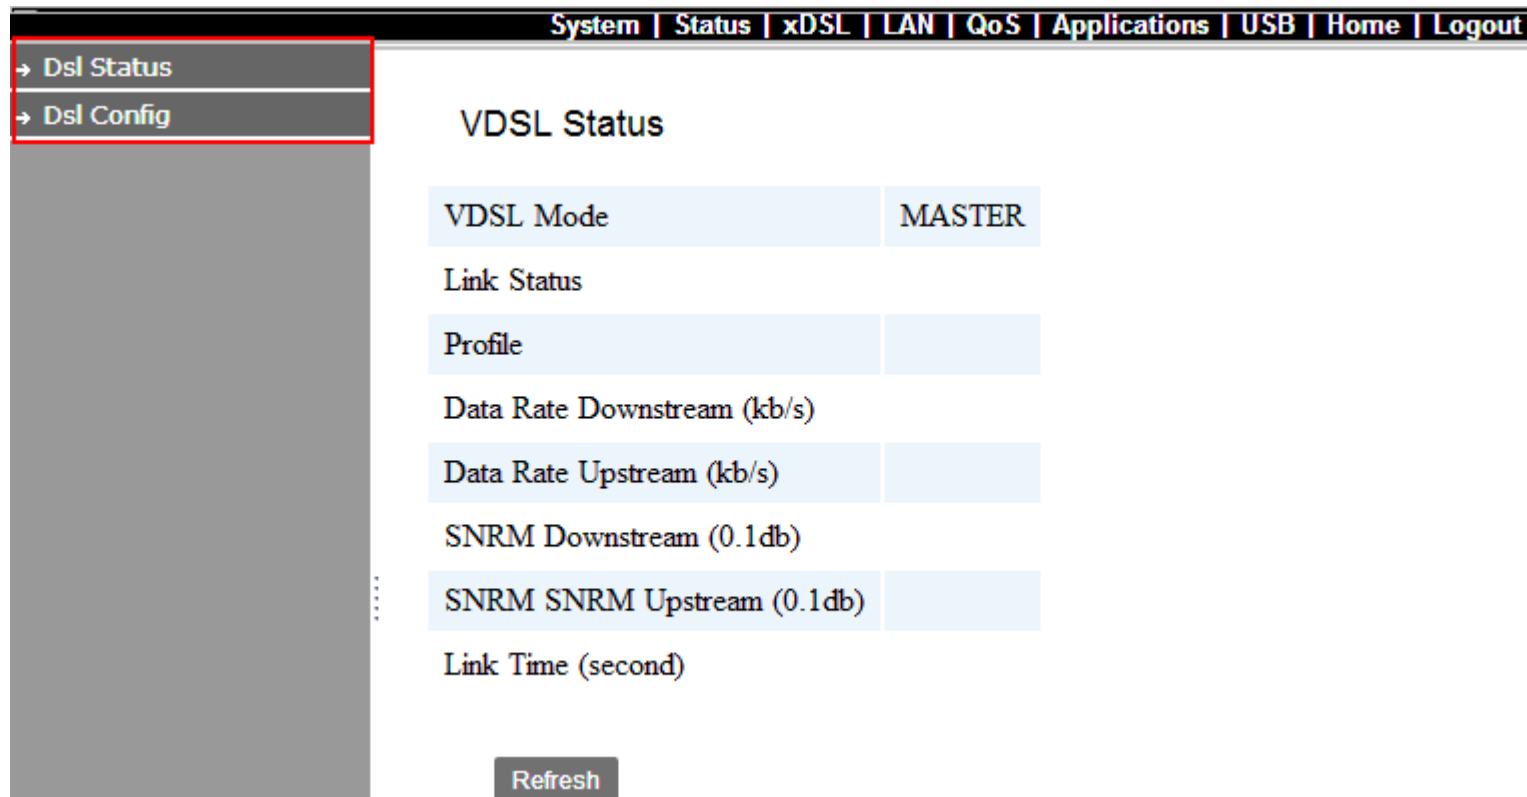 System | Status | xDSL | LAN | QoS | Applications | USB | Home | Logout
Dsl Status
Dsl Config
VDSL Status
VDSL Mode MASTER
Link Status
Profile
Data Rate Downstream (kb/s)
Data Rate Upstream (kb/s)
SNRM Downstream (0.1db)
SNRM SNRM Upstream (0.1db)
Link Time (second)
Refresh